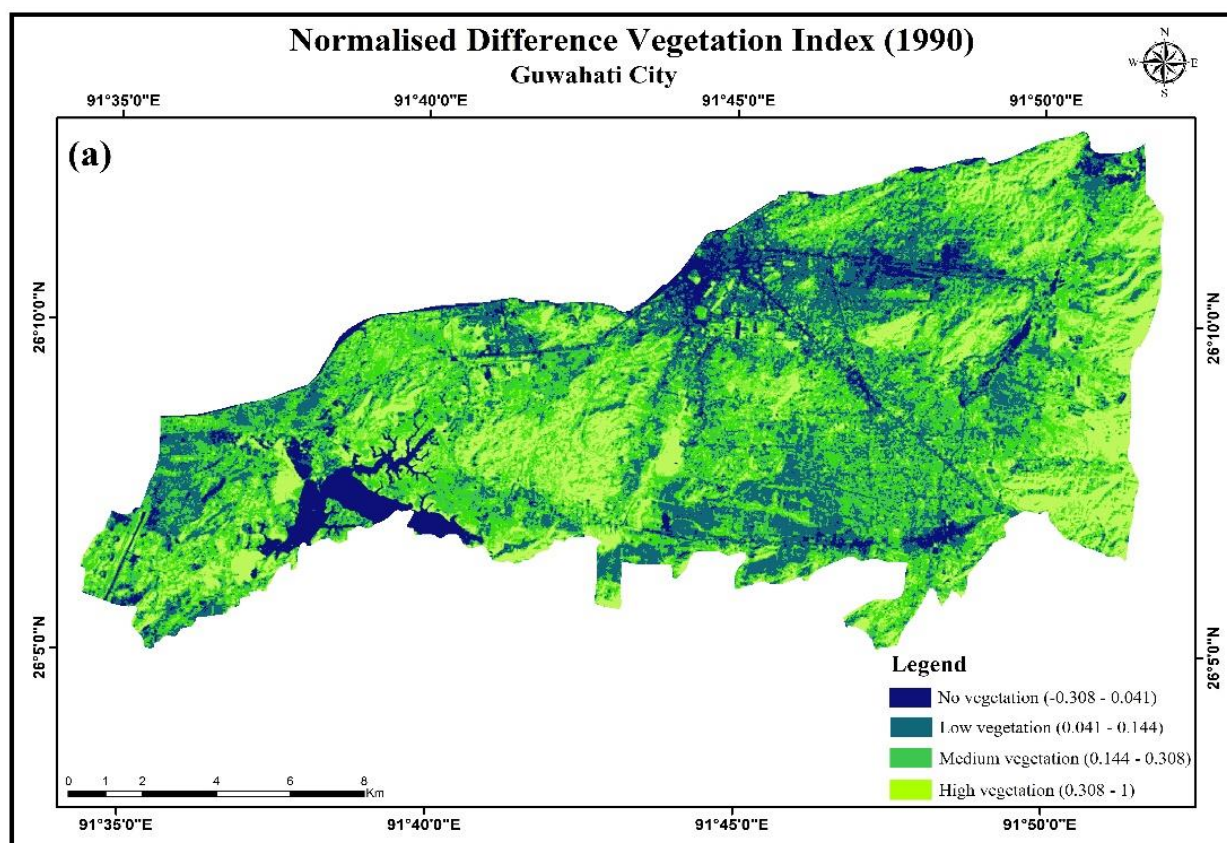 Normalised Difference Vegetation Index (1990)
Guwahati City
N
W E
S
91°35'0"E 91°40'0"E 91°45'0"E 91°50'0"E
(a)
26°10'0"N 26°10'0"N
26°5'0"N 26°5'0"N
Legend
No vegetation (-0.308 - 0.041)
Low vegetation (0.041 - 0.144)
Medium vegetation (0.144 - 0.308)
High vegetation (0.308 - 1)
0 1 2 4 6 8
Km
91°35'0"E 91°40'0"E 91°45'0"E 91°50'0"E